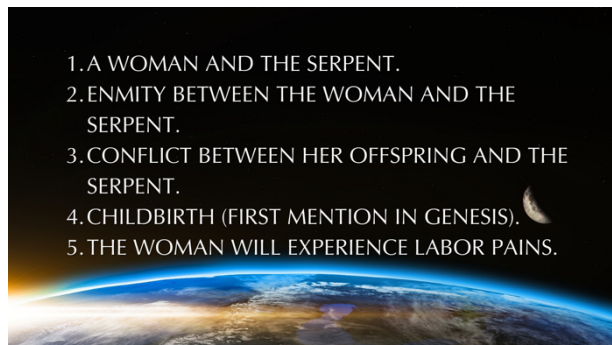 1. A WOMAN AND THE SERPENT.
2. ENMITY BETWEEN THE WOMAN AND THE
SERPENT.
3. CONFLICT BETWEEN HER OFFSPRING AND THE
SERPENT.
4. CHILDBIRTH (FIRST MENTION IN GENESIS).
5. THE WOMAN WILL EXPERIENCE LABOR PAINS.